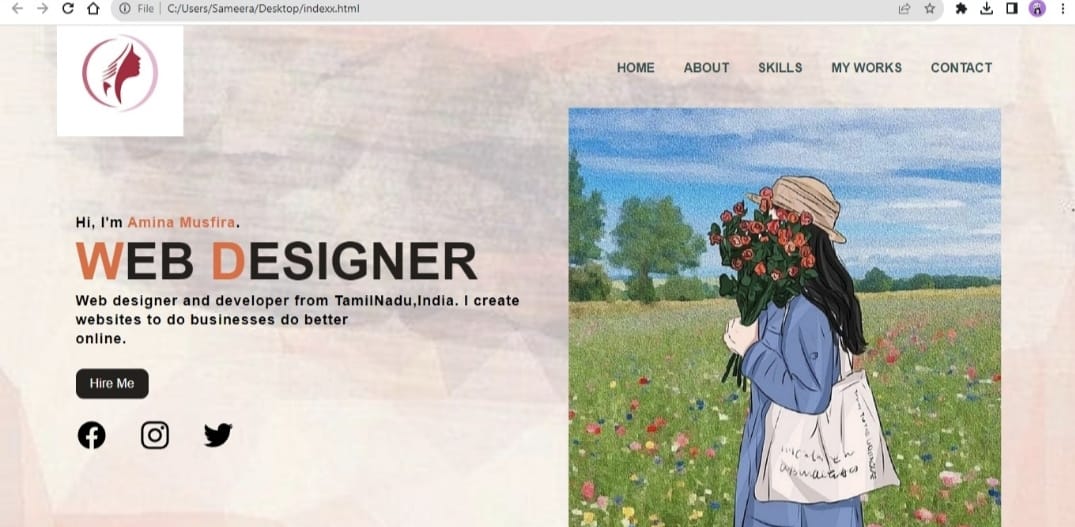 File C:/Users/Sameera/Desktop/indexx.html
HOME ABOUT SKILLS MY WORKS CONTACT
Hi, I'm Amina Musfira.
WEB DESIGNER
Web designer and developer from TamilNadu,India. I create
websites to do businesses do better
online.
Hire Me